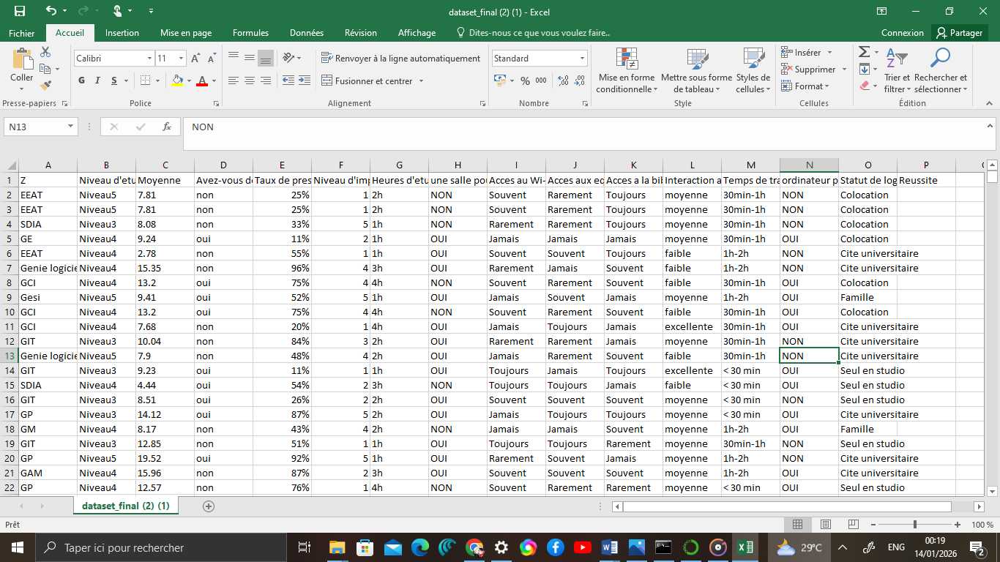 dataset_final (2) (1) - Excel
Fichier Accueil Insertion Mise en page Formules Données Révision Affichage Dites-nous ce que vous voulez faire.. Connexion Partager
Coller
Calibri 11
G I S
Renvoyer à la ligne automatiquement
Fusionner et centrer
Standard
% 000
Mise en forme conditionnelle
Mettre sous forme de tableau
Styles de cellules
Insérer
Supprimer
Format
Trier et filtrer
Rechercher et sélectionner
Presse-papiers Police Alignement Nombre Style Cellules Édition
N13 fx NON
A B C D E F G H I J K L M N O P
1 Z Niveau d'etu Moyenne Avez-vous de Taux de pres Niveau d'imp Heures d'etu une salle pou Acces au Wi- Acces aux eq Acces a la bib Interaction a Temps de tra ordinateur p Statut de log Reussite
2 EEAT Niveau5 7.81 non 25% 1 2h NON Souvent Rarement Toujours moyenne 30min-1h NON Colocation
3 EEAT Niveau5 7.81 non 25% 1 2h NON Souvent Rarement Toujours moyenne 30min-1h NON Colocation
4 SDIA Niveau3 8.08 non 33% 5 1h NON Rarement Rarement Toujours moyenne 30min-1h NON Colocation
5 GE Niveau4 9.24 oui 11% 2 1h OUI Jamais Jamais Jamais moyenne 30min-1h OUI Colocation
6 EEAT Niveau4 2.78 non 55% 1 1h OUI Souvent Souvent Toujours faible 1h-2h NON Cite universitaire
7 Genie logicie Niveau4 15.35 non 96% 4 3h OUI Rarement Jamais Souvent faible 1h-2h NON Cite universitaire
8 GCI Niveau4 13.2 oui 75% 4 4h NON Souvent Rarement Souvent faible 30min-1h OUI Colocation
9 Gesi Niveau5 9.41 oui 52% 5 1h OUI Jamais Souvent Jamais moyenne 1h-2h OUI Famille
10 GCI Niveau4 13.2 oui 75% 4 4h NON Souvent Rarement Souvent faible 30min-1h OUI Colocation
11 GCI Niveau4 7.68 non 20% 1 4h OUI Jamais Toujours Jamais excellente 30min-1h OUI Cite universitaire
12 GIT Niveau3 10.04 non 84% 3 2h OUI Rarement Rarement Jamais moyenne 30min-1h NON Cite universitaire
13 Genie logicie Niveau5 7.9 non 48% 4 2h OUI Jamais Rarement Souvent faible 30min-1h NON Cite universitaire
14 GIT Niveau3 9.23 oui 11% 1 1h OUI Toujours Jamais Toujours excellente < 30 min OUI Seul en studio
15 SDIA Niveau4 4.44 oui 54% 2 3h NON Toujours Toujours Jamais faible < 30 min OUI Seul en studio
16 GIT Niveau3 8.51 oui 26% 2 2h OUI Souvent Souvent Souvent moyenne < 30 min NON Seul en studio
17 GP Niveau3 14.12 oui 87% 5 2h OUI Jamais Toujours Toujours moyenne < 30 min OUI Cite universitaire
18 GM Niveau4 8.17 non 43% 4 2h NON Jamais Jamais Souvent moyenne 1h-2h OUI Famille
19 GIT Niveau3 12.85 non 51% 1 1h OUI Toujours Toujours Rarement moyenne 30min-1h NON Seul en studio
20 GP Niveau5 19.52 oui 92% 5 1h OUI Rarement Souvent Jamais moyenne 1h-2h NON Cite universitaire
21 GAM Niveau4 15.96 non 87% 2 3h OUI Souvent Souvent Souvent moyenne 1h-2h OUI Cite universitaire
22 GP Niveau4 12.57 non 76% 1 4h NON Souvent Rarement Rarement moyenne < 30 min OUI Seul en studio
dataset_final (2) (1)
Prêt 100 %
Taper ici pour rechercher 29°C ENG 00:19 14/01/2026 2